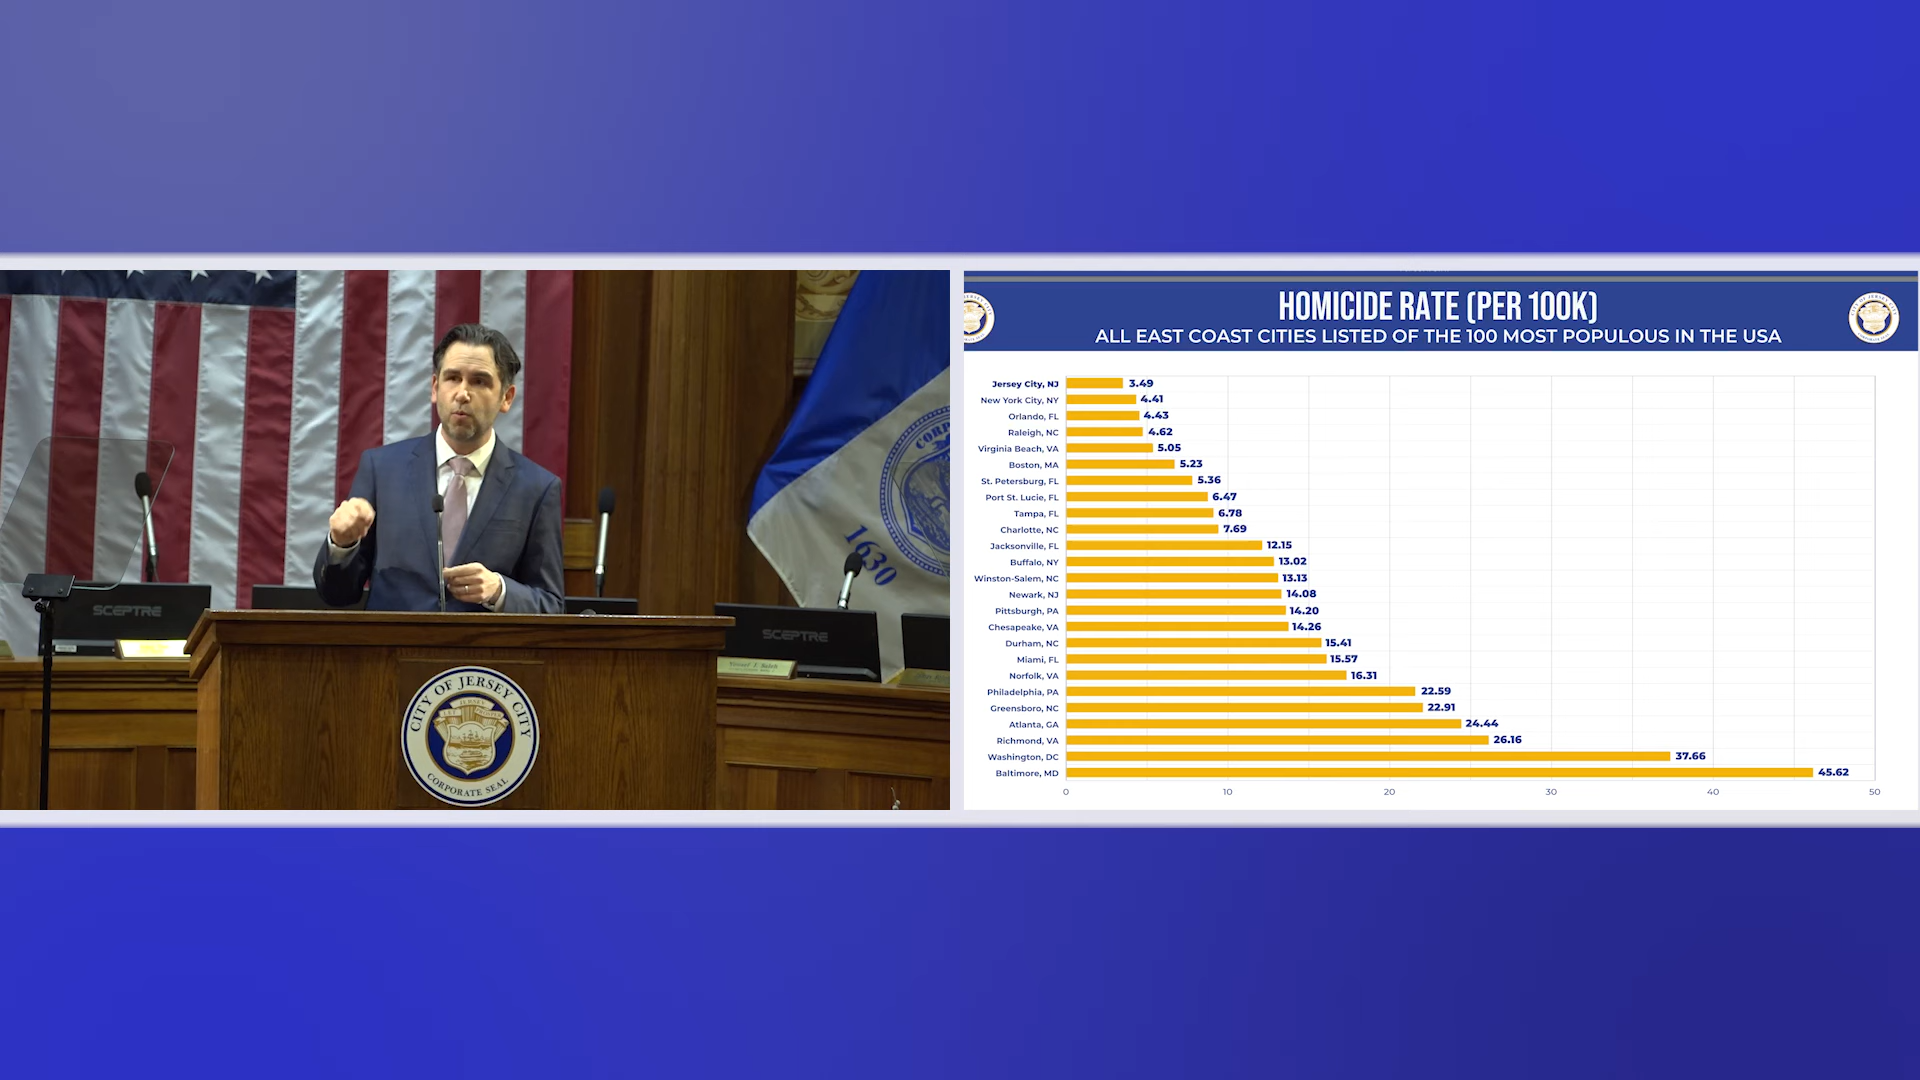 SCEPTRE
SCEPTRE
1630
CITY OF JERSEY CITY
CORPORATE SEAL
HOMICIDE RATE (PER 100K)
ALL EAST COAST CITIES LISTED OF THE 100 MOST POPULOUS IN THE USA
Jersey City, NJ 3.49
New York City, NY 4.41
Orlando, FL 4.43
Raleigh, NC 4.62
Virginia Beach, VA 5.05
Boston, MA 5.23
St. Petersburg, FL 5.36
Port St. Lucie, FL 6.47
Tampa, FL 6.78
Charlotte, NC 7.69
Jacksonville, FL 12.15
Buffalo, NY 13.02
Winston-Salem, NC 13.13
Newark, NJ 14.08
Pittsburgh, PA 14.20
Chesapeake, VA 14.26
Durham, NC 15.41
Miami, FL 15.57
Norfolk, VA 16.31
Philadelphia, PA 22.59
Greensboro, NC 22.91
Atlanta, GA 24.44
Richmond, VA 26.16
Washington, DC 37.66
Baltimore, MD 45.62
0 10 20 30 40 50